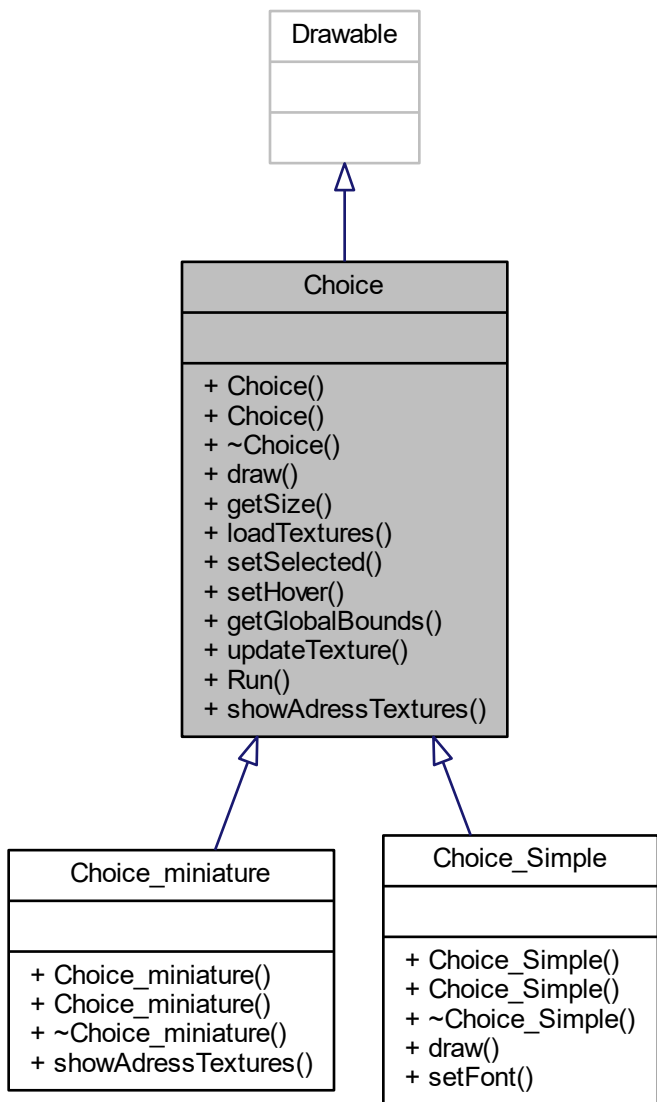 Drawable
Choice
+ Choice()
+ Choice()
+ ~Choice()
+ draw()
+ getSize()
+ loadTextures()
+ setSelected()
+ setHover()
+ getGlobalBounds()
+ updateTexture()
+ Run()
+ showAdressTextures()
Choice_miniature
+ Choice_miniature()
+ Choice_miniature()
+ ~Choice_miniature()
+ showAdressTextures()
Choice_Simple
+ Choice_Simple()
+ Choice_Simple()
+ ~Choice_Simple()
+ draw()
+ setFont()